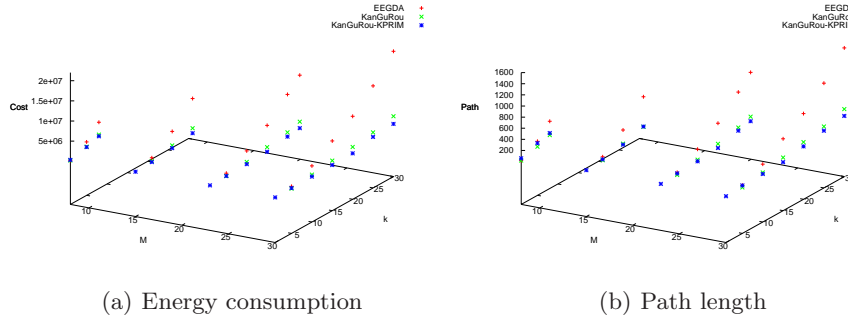 EEGDA
KanGuRou
KanGuRou-KPRIM
Cost
2e+07
1.5e+07
1e+07
5e+06
10
15
20
25
30
M
5
10
15
20
25
30
k
(a) Energy consumption
EEGDA
KanGuRou
KanGuRou-KPRIM
Path
1600
1400
1200
1000
800
600
400
200
10
15
20
25
30
M
5
10
15
20
25
30
k
(b) Path length